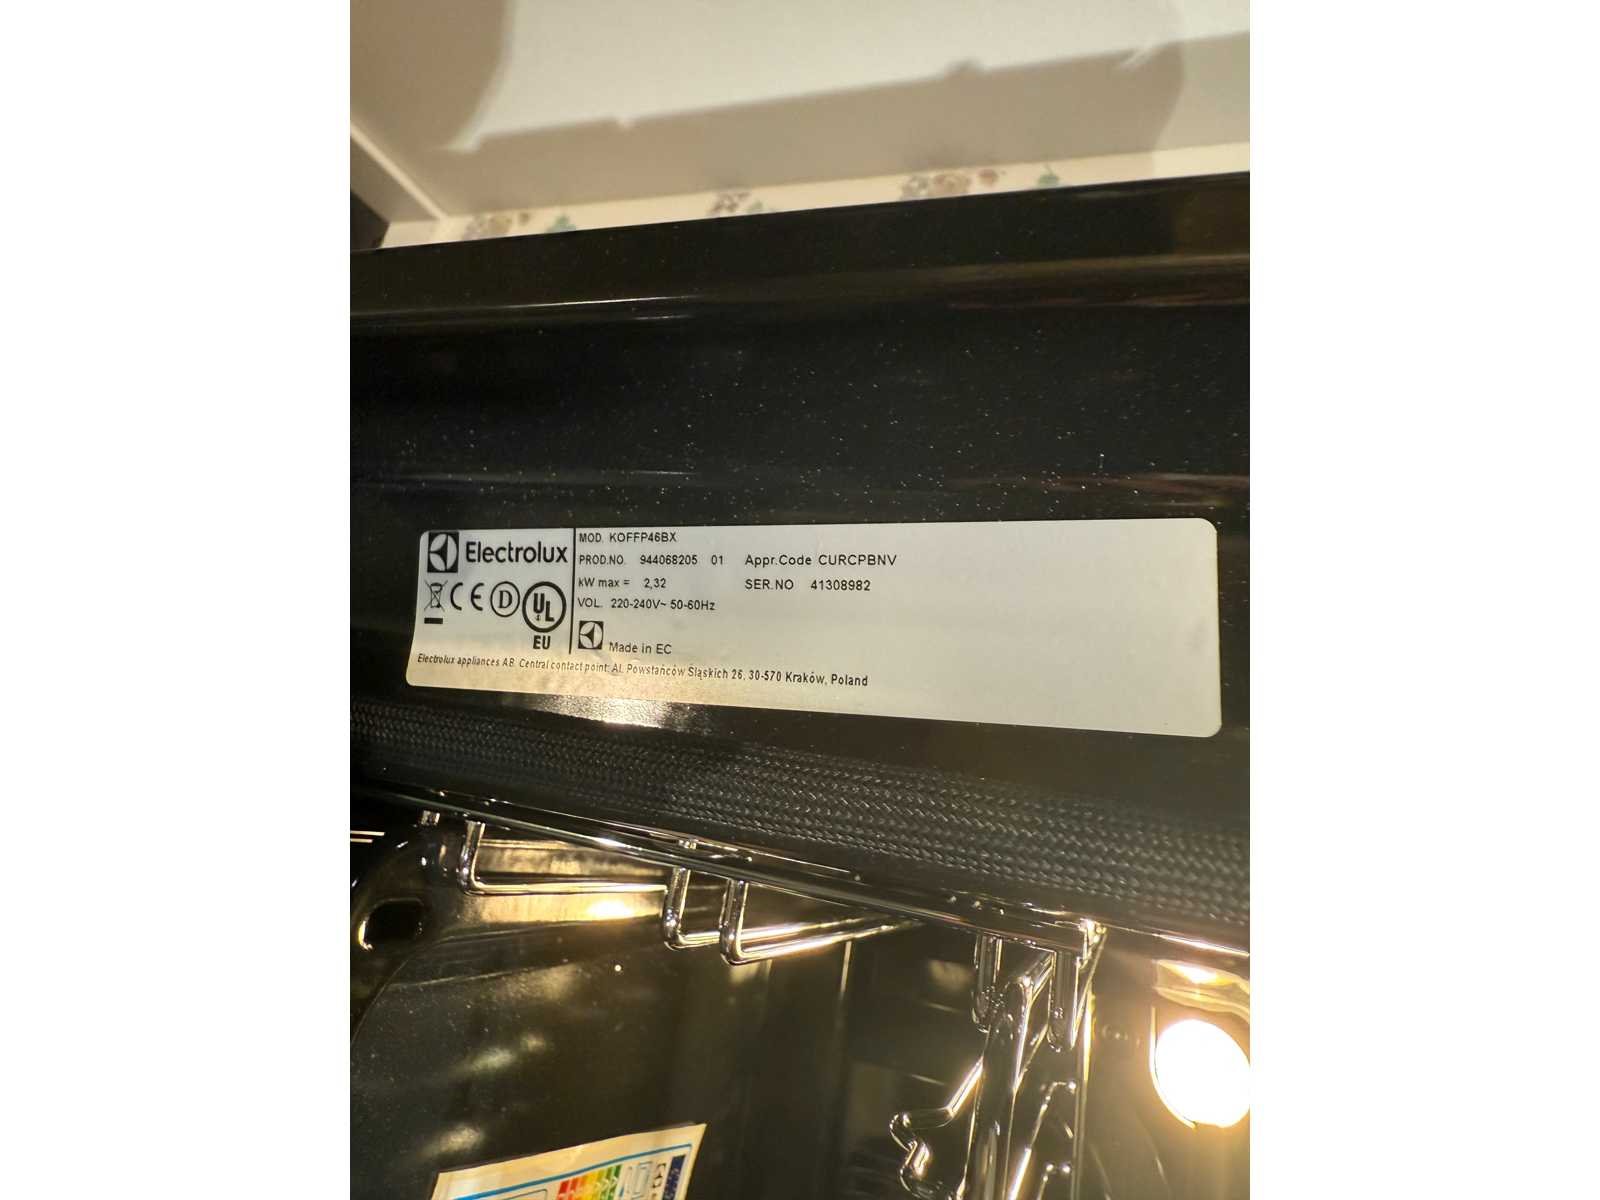 Electrolux
MOD. KOFFP46BX
PROD.NO. 944068205 01 Appr.Code CURCPBNV
kW max = 2,32 SER.NO 41308982
VOL. 220-240V~ 50-60Hz
CE D UL
EU
Made in EC
Electrolux appliances AB. Central contact point: Al. Powstańców Śląskich 26, 30-570 Kraków, Poland